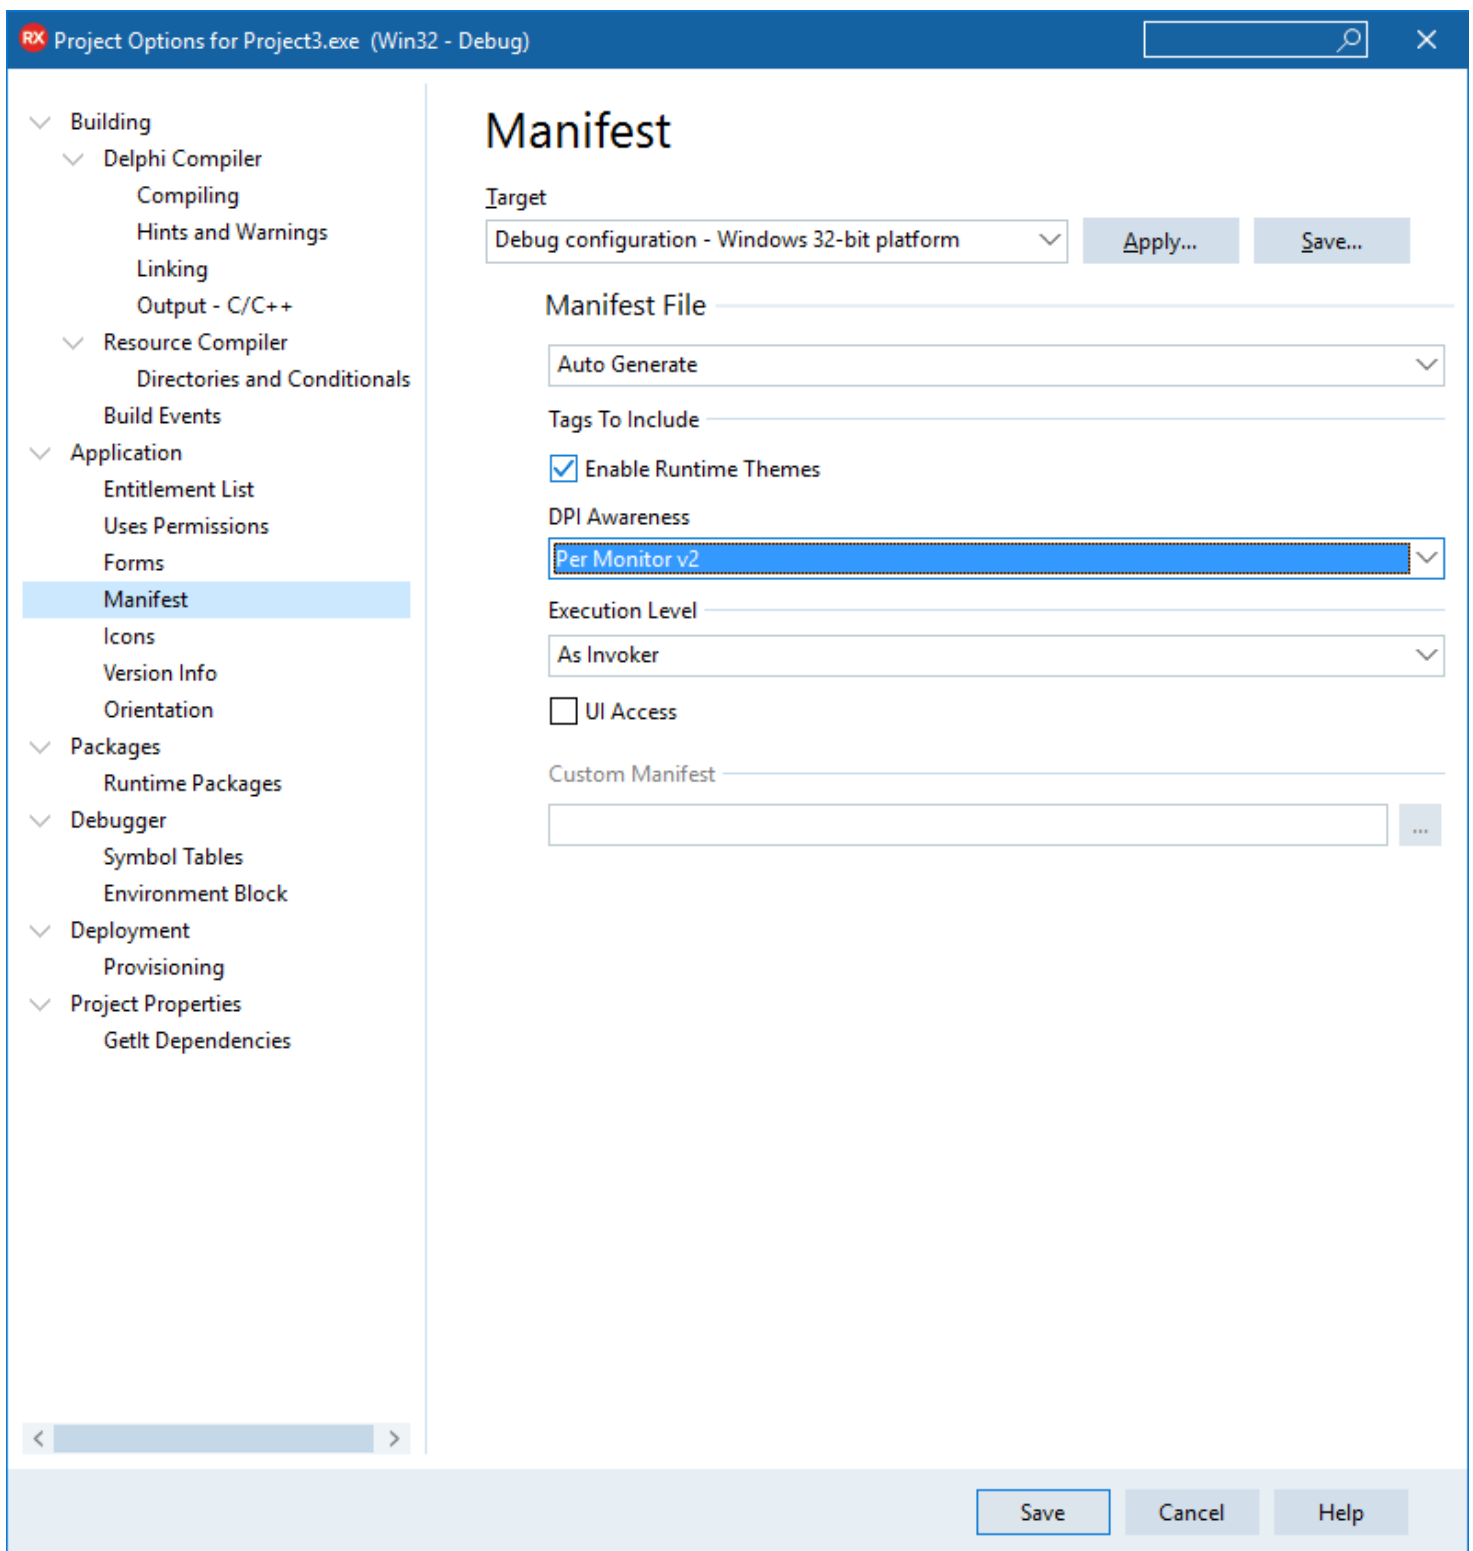 RX Project Options for Project3.exe (Win32 - Debug)
Building
Delphi Compiler
Compiling
Hints and Warnings
Linking
Output - C/C++
Resource Compiler
Directories and Conditionals
Build Events
Application
Entitlement List
Uses Permissions
Forms
Manifest
Icons
Version Info
Orientation
Packages
Runtime Packages
Debugger
Symbol Tables
Environment Block
Deployment
Provisioning
Project Properties
GetIt Dependencies
Manifest
Target
Debug configuration - Windows 32-bit platform
Apply...
Save...
Manifest File
Auto Generate
Tags To Include
Enable Runtime Themes
DPI Awareness
Per Monitor v2
Execution Level
As Invoker
UI Access
Custom Manifest
...
Save
Cancel
Help